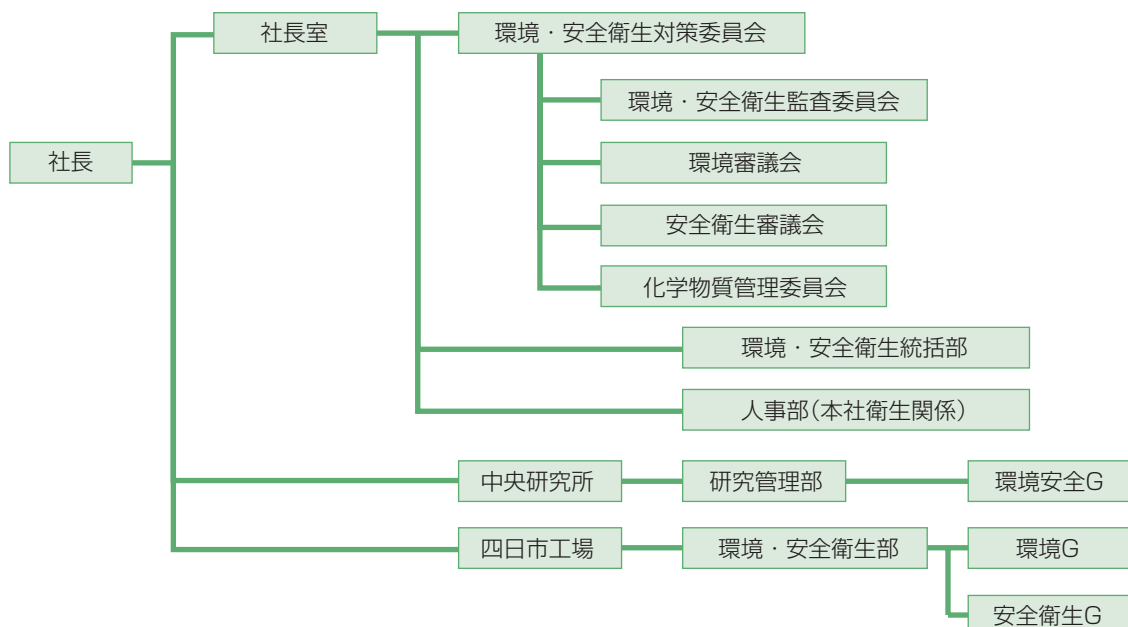 社長室
環境・安全衛生対策委員会
環境・安全衛生監査委員会
社長
環境審議会
安全衛生審議会
化学物質管理委員会
環境・安全衛生統括部
人事部(本社衛生関係)
中央研究所
研究管理部
環境安全G
四日市工場
環境・安全衛生部
環境G
安全衛生G